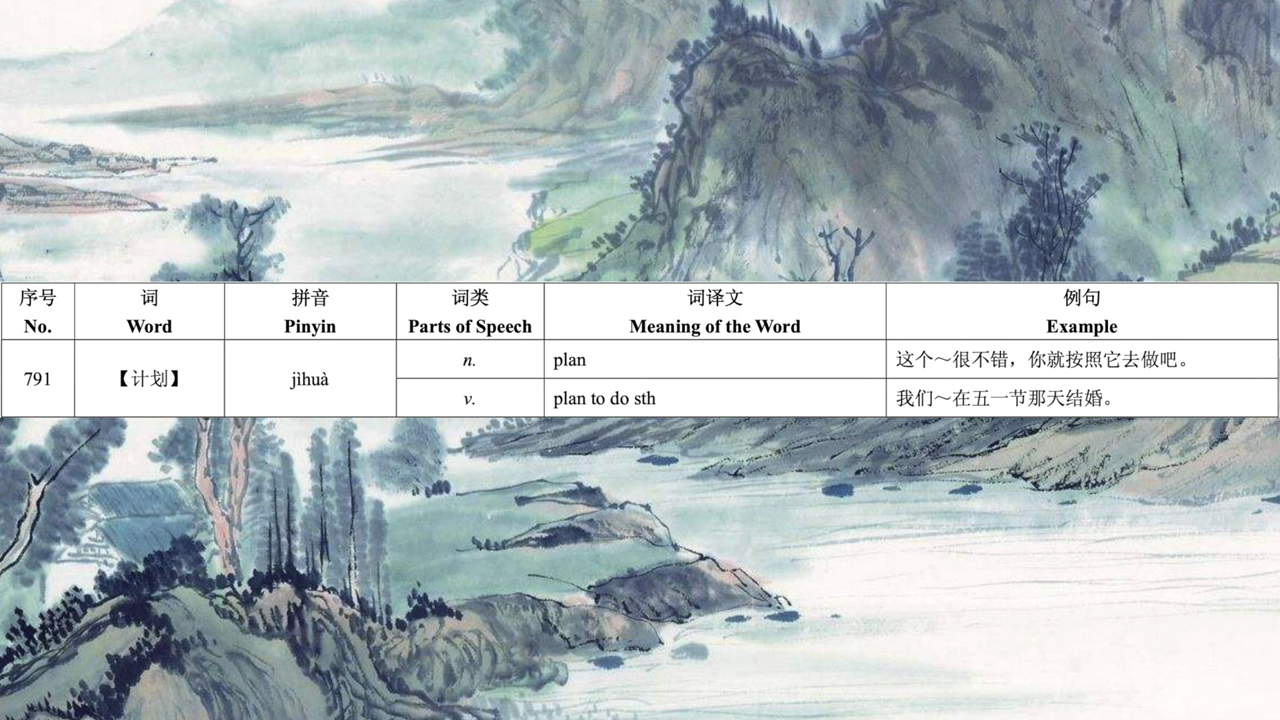 序号 词 拼音 词类 词译文 例句
No. Word Pinyin Parts of Speech Meaning of the Word Example
n. plan 这个～很不错，你就按照它去做吧。
791 【计划】 jìhuà
v. plan to do sth 我们～在五一节那天结婚。